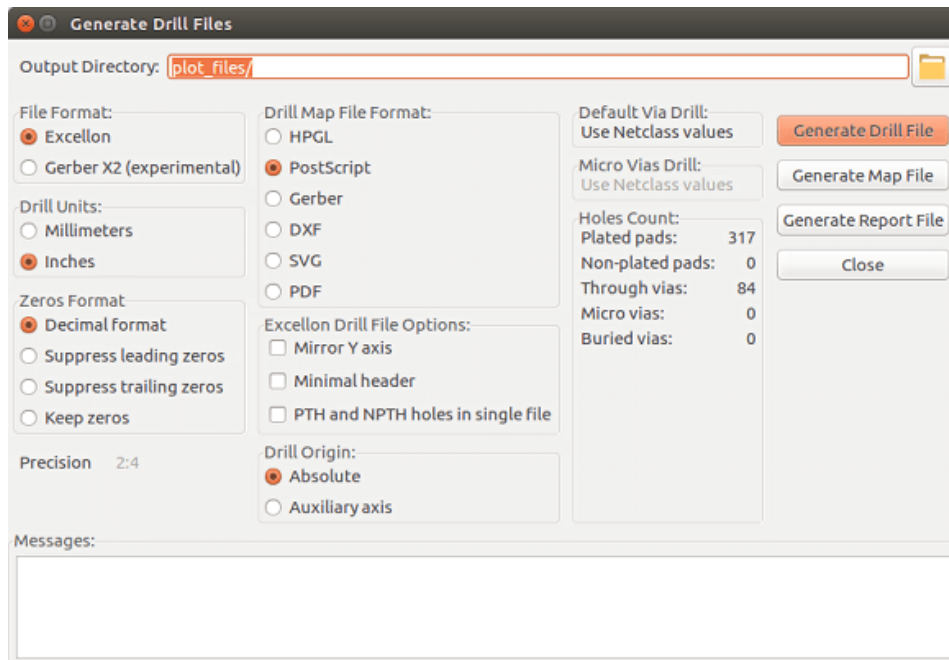 Generate Drill Files
Output Directory: plot_files/
File Format:
Excellon
Gerber X2 (experimental)
Drill Units:
Millimeters
Inches
Zeros Format
Decimal format
Suppress leading zeros
Suppress trailing zeros
Keep zeros
Precision 2:4
Drill Map File Format:
HPGL
PostScript
Gerber
DXF
SVG
PDF
Excellon Drill File Options:
Mirror Y axis
Minimal header
PTH and NPTH holes in single file
Drill Origin:
Absolute
Auxiliary axis
Default Via Drill:
Use Netclass values
Micro Vias Drill:
Use Netclass values
Holes Count:
Plated pads: 317
Non-plated pads: 0
Through vias: 84
Micro vias: 0
Buried vias: 0
Generate Drill File
Generate Map File
Generate Report File
Close
Messages: